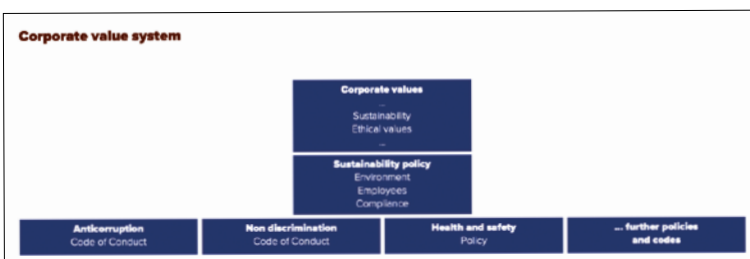 Corporate value system
Corporate values
...
Sustainability
Ethical values
...
Sustainability policy
Environment
Employees
Complience
Anticorruption
Code of Conduct
Non discrimination
Code of Conduct
Health and safety
Policy
... further policies
and codes